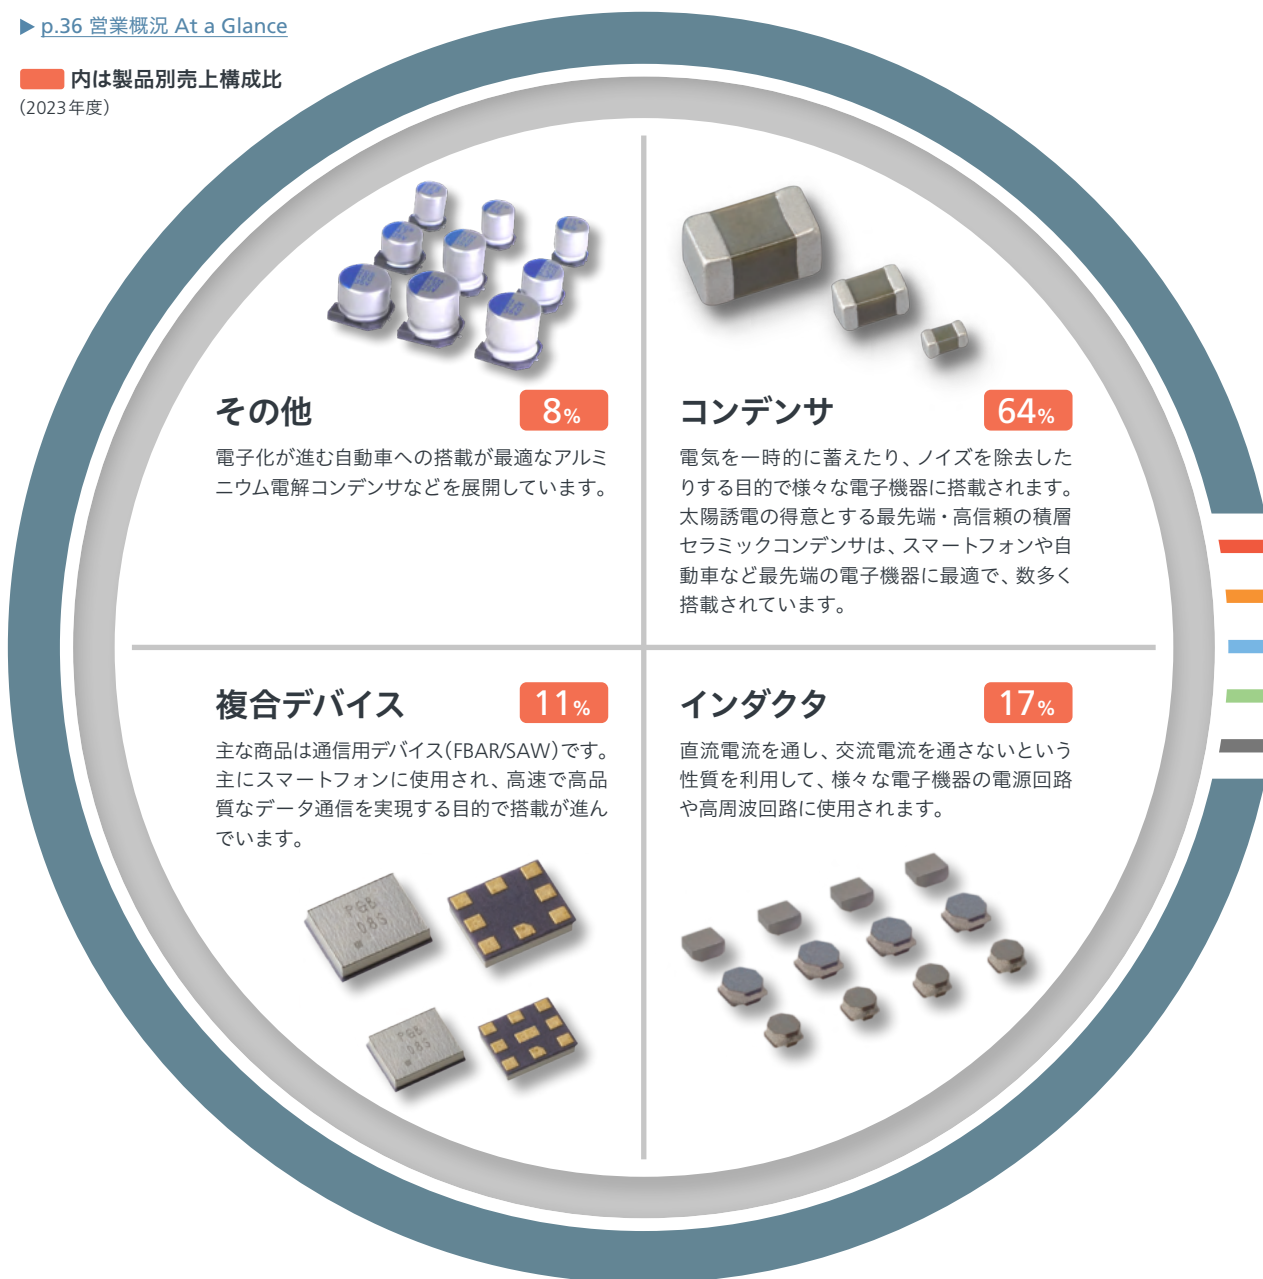 ▶ p.36 営業概況 At a Glance
内は製品別売上構成比
（2023年度）
その他
8%
電子化が進む自動車への搭載が最適なアルミ
ニウム電解コンデンサなどを展開しています。
コンデンサ
64%
電気を一時的に蓄えたり、ノイズを除去した
りする目的で様々な電子機器に搭載されます。
太陽誘電の得意とする最先端・高信頼の積層
セラミックコンデンサは、スマートフォンや自
動車など最先端の電子機器に最適で、数多く
搭載されています。
複合デバイス
11%
主な商品は通信用デバイス（FBAR/SAW）です。
主にスマートフォンに使用され、高速で高品
質なデータ通信を実現する目的で搭載が進ん
でいます。
PG5
D8S
PG5
D8S
インダクタ
17%
直流電流を通し、交流電流を通さないという
性質を利用して、様々な電子機器の電源回路
や高周波回路に使用されます。